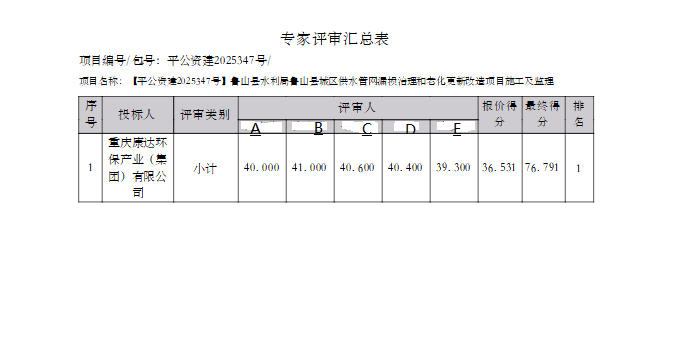 专家评审汇总表
项目编号/包号：平公资建2025347号/
项目名称：【平公资建2025347号】鲁山县水利局鲁山县城区供水管网漏损治理和老化更新改造项目施工及监理
序号 投标人 评审类别 评审人 报价得分 最终得分 排名
A B C D E
1 重庆康达环保产业（集团）有限公司 小计 40.000 41.000 40.600 40.400 39.300 36.531 76.791 1